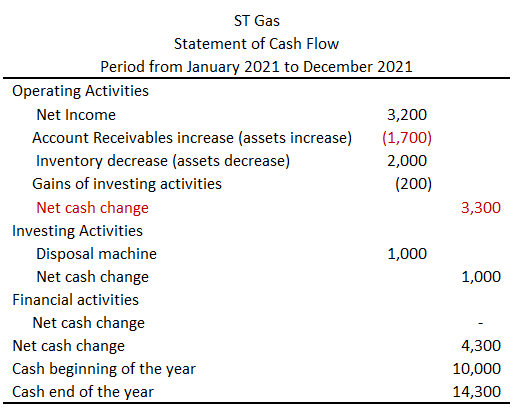 ST Gas
Statement of Cash Flow
Period from January 2021 to December 2021
Operating Activities
Net Income 3,200
Account Receivables increase (assets increase) (1,700)
Inventory decrease (assets decrease) 2,000
Gains of investing activities (200)
Net cash change 3,300
Investing Activities
Disposal machine 1,000
Net cash change 1,000
Financial activities
Net cash change -
Net cash change 4,300
Cash beginning of the year 10,000
Cash end of the year 14,300